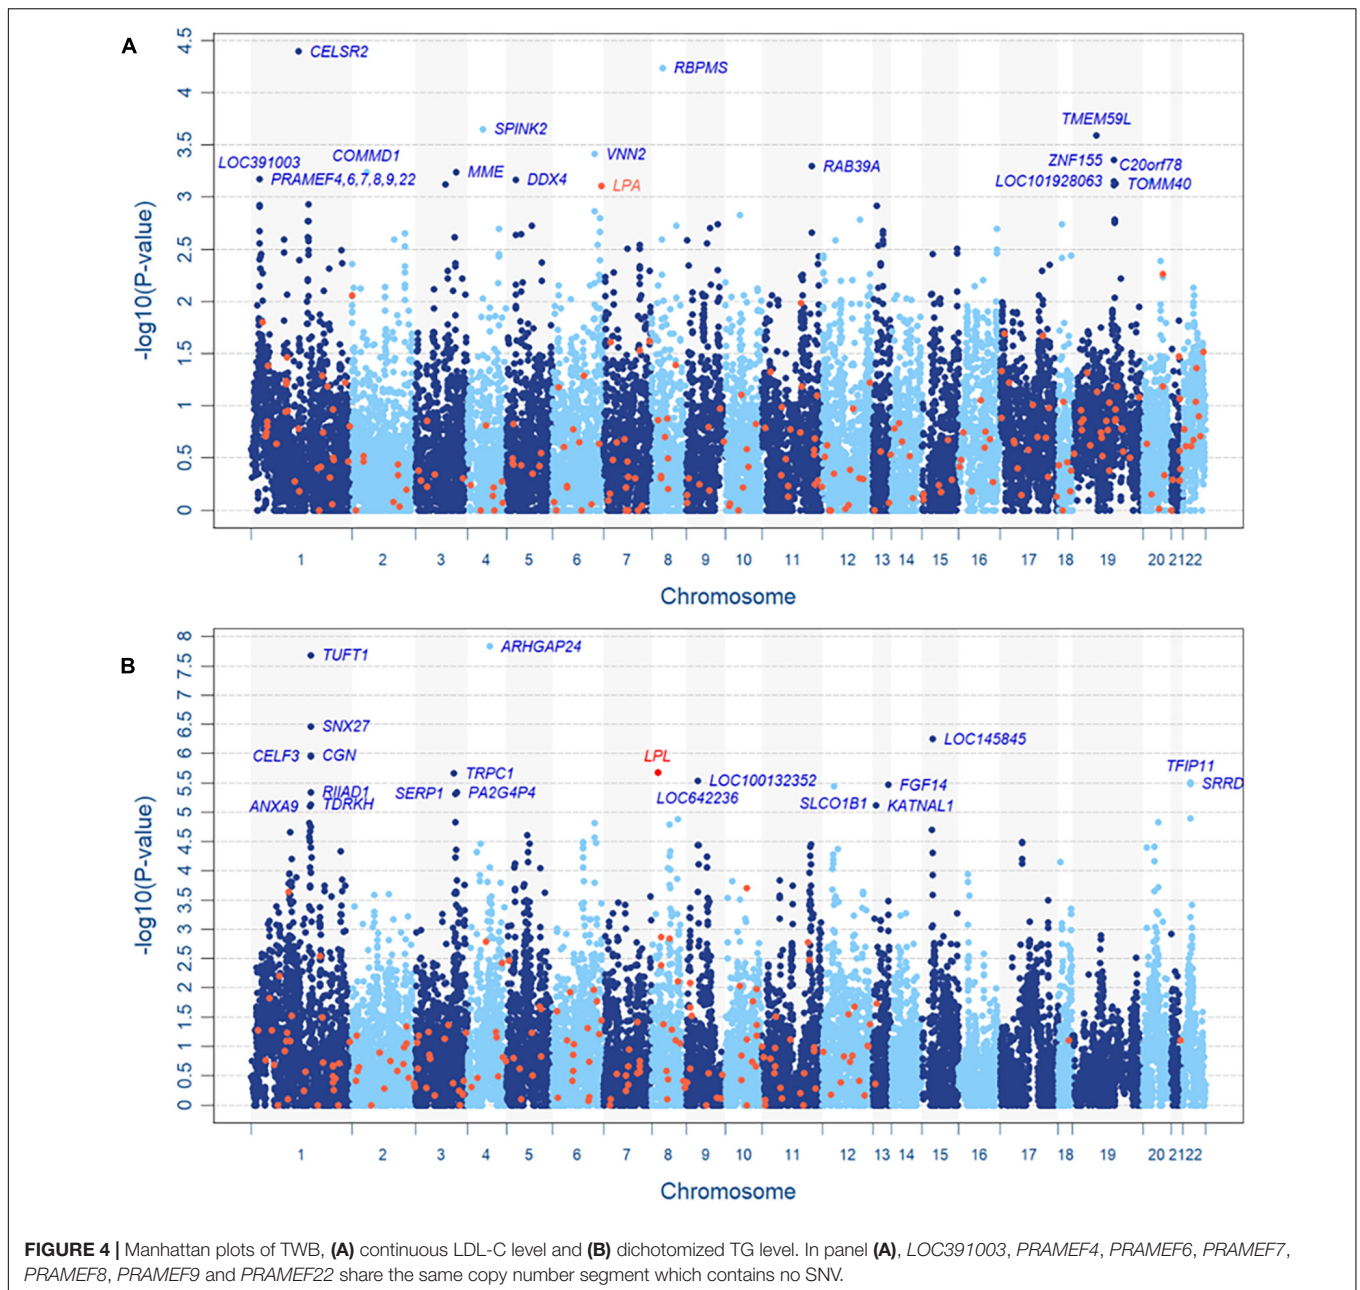 A
4.5
4
3.5
3
2.5
2
1.5
1
0.5
0
-log10(P-value)
CELSR2
RBPMS
SPINK2
TMEM59L
COMMD1
VNN2
ZNF155
C20orf78
LOC391003
MME
RAB39A
PRAMEF4,6,7,8,9,22
DDX4
LPA
LOC101928063
TOMM40
1 2 3 4 5 6 7 8 9 10 11 12 13 14 15 16 17 18 19 20 21 22
Chromosome
B
8
7.5
7
6.5
6
5.5
5
4.5
4
3.5
3
2.5
2
1.5
1
0.5
0
-log10(P-value)
ARHGAP24
TUFT1
SNX27
LOC145845
CELF3
CGN
LPL
TFIP11
TRPC1
LOC100132352
FGF14
SRRD
RIIAD1
SERP1
PA2G4P4
LOC642236
SLCO1B1
KATNAL1
ANXA9
TDRKH
1 2 3 4 5 6 7 8 9 10 11 12 13 14 15 16 17 18 19 20 21 22
Chromosome
FIGURE 4 | Manhattan plots of TWB, (A) continuous LDL-C level and (B) dichotomized TG level. In panel (A), LOC391003, PRAMEF4, PRAMEF6, PRAMEF7,
PRAMEF8, PRAMEF9 and PRAMEF22 share the same copy number segment which contains no SNV.